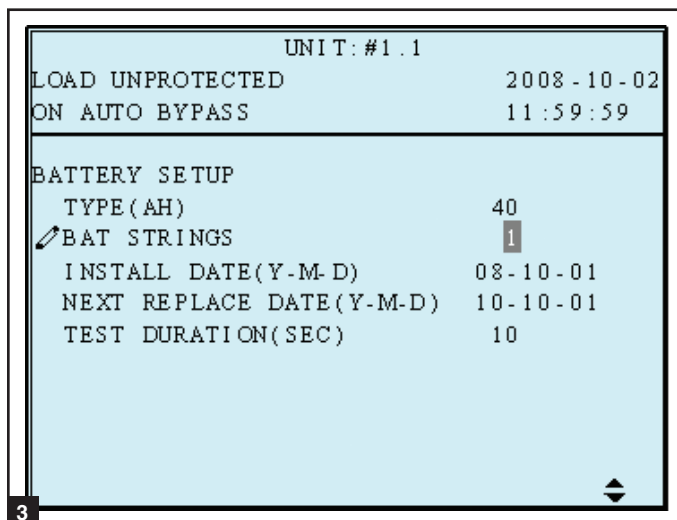 UNIT:#1.1
LOAD UNPROTECTED 2008-10-02
ON AUTO BYPASS 11:59:59
BATTERY SETUP
TYPE(AH) 40
BAT STRINGS 1
INSTALL DATE(Y-M-D) 08-10-01
NEXT REPLACE DATE(Y-M-D) 10-10-01
TEST DURATION(SEC) 10
3